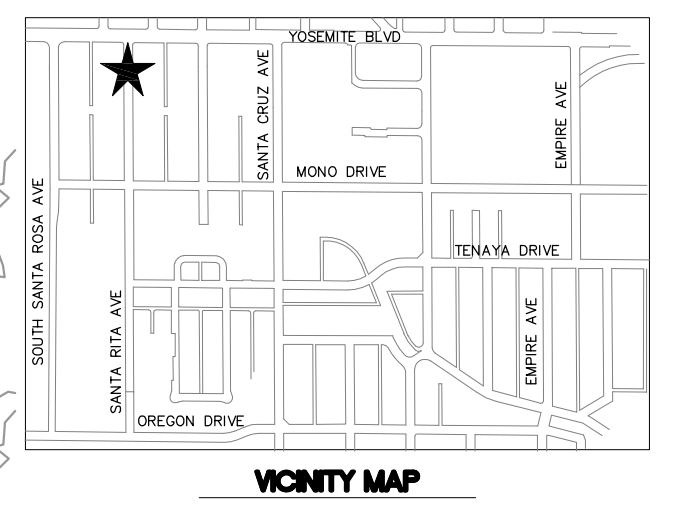 YOSEMITE BLVD
SANTA CRUZ AVE
EMPIRE AVE
MONO DRIVE
SOUTH SANTA ROSA AVE
TENAYA DRIVE
SANTA RITA AVE
EMPIRE AVE
OREGON DRIVE
VICINITY MAP